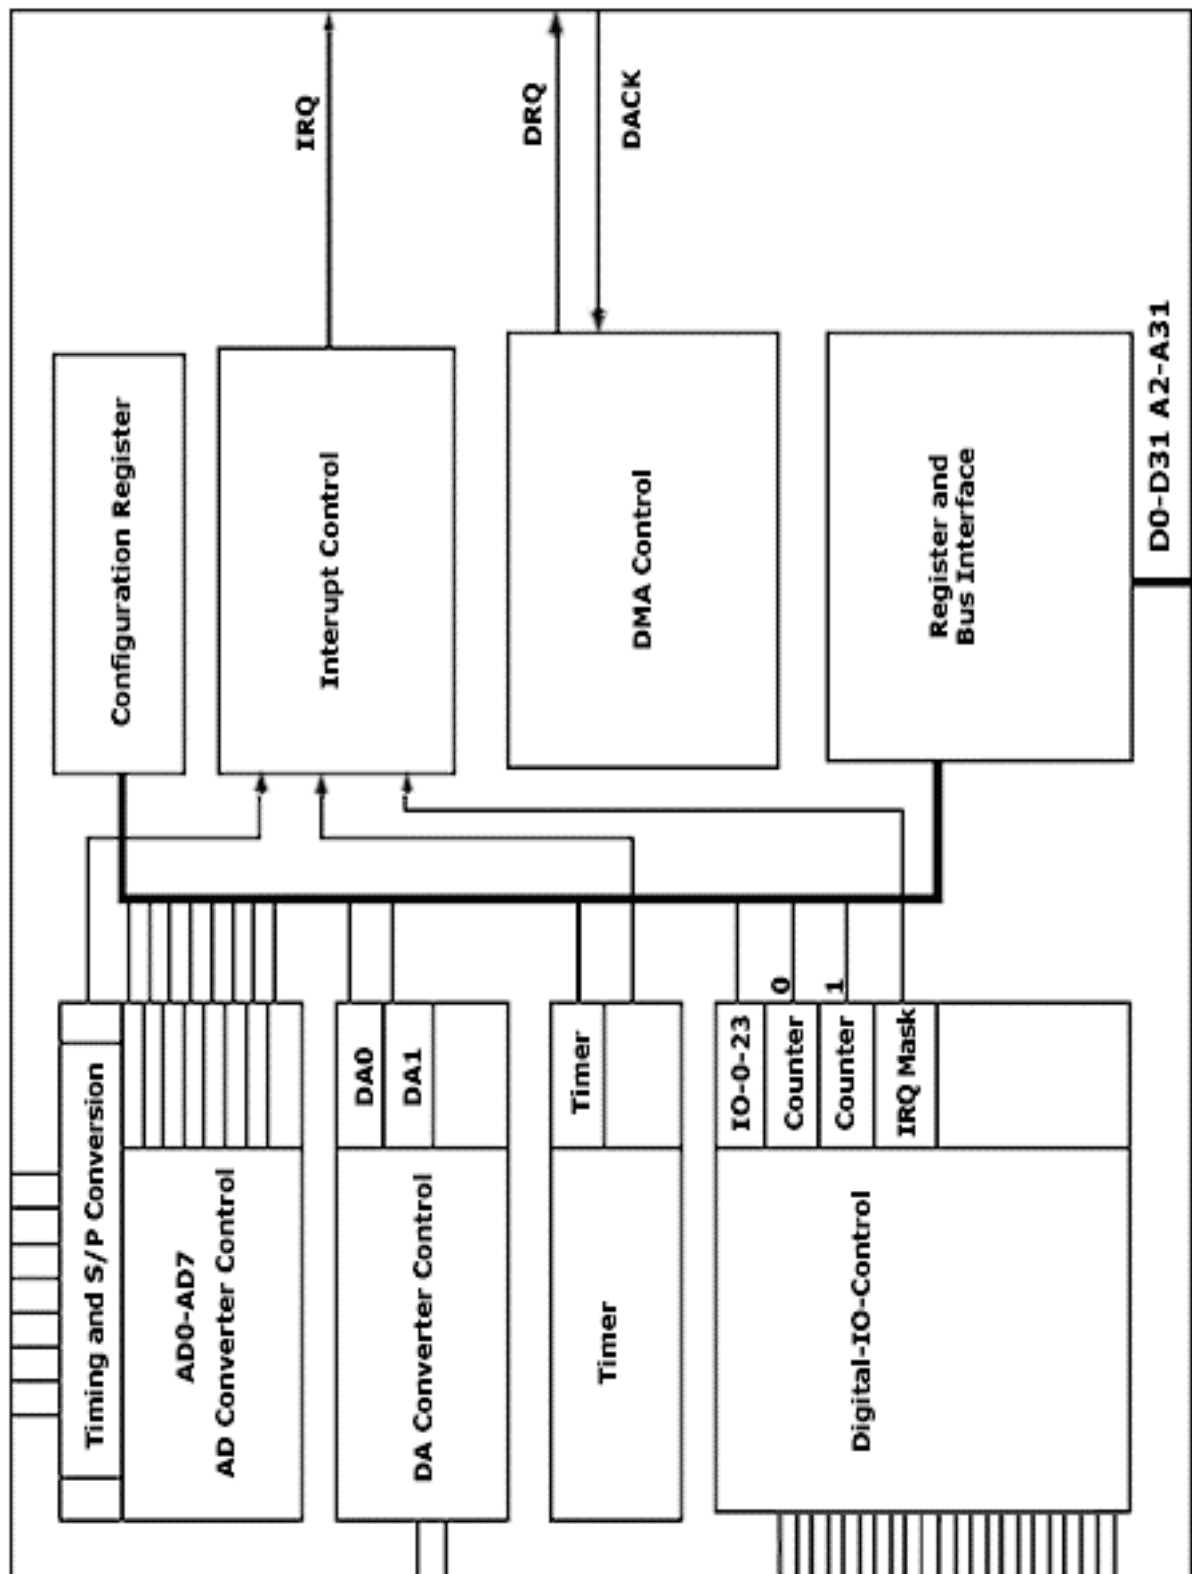 IRQ
DRQ
DACK
Configuration Register
Interupt Control
DMA Control
Register and
Bus Interface
D0-D31 A2-A31
Timing and S/P Conversion
AD0-AD7
AD Converter Control
DA0
DA1
DA Converter Control
Timer
Timer
IO-0-23
Counter 0
Counter 1
IRQ Mask
Digital-IO-Control